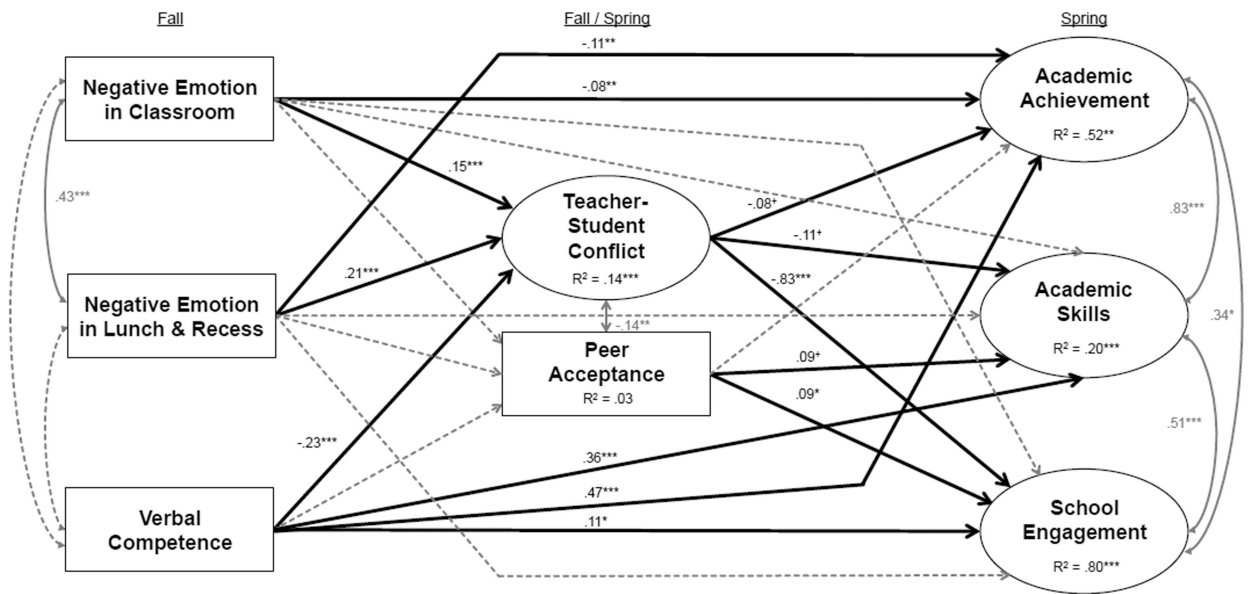 Fall
Fall / Spring
Spring
Negative Emotion
in Classroom
Negative Emotion
in Lunch & Recess
Verbal
Competence
Teacher-
Student
Conflict
R² = .14***
Peer
Acceptance
R² = .03
Academic
Achievement
R² = .52**
Academic
Skills
R² = .20***
School
Engagement
R² = .80***
-.11**
-.08**
.15***
.43***
.21***
-.08⁺
-.11⁺
-.83***
-.14**
.09⁺
.09*
-.23***
.36***
.47***
.11*
.83***
.34*
.51***